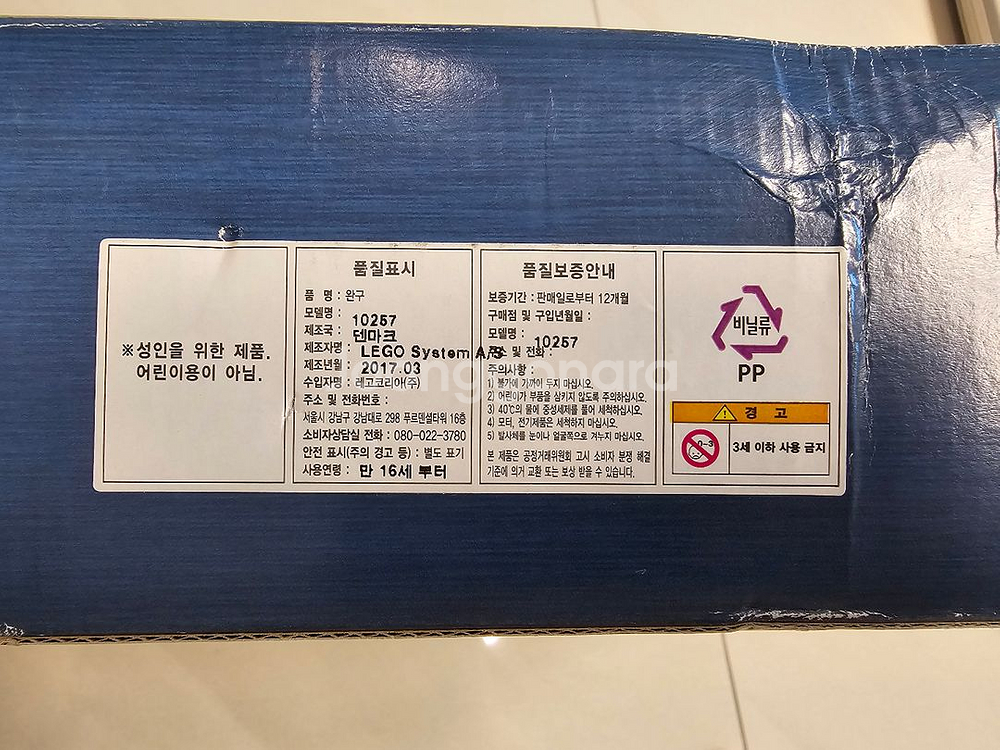 ※성인을 위한 제품.
어린이용이 아님.
품질표시
품 명 : 완구
모델명 : 10257
제조국 : 덴마크
제조자명 : LEGO System A/S
제조년월 : 2017.03
수입자명 : 레고코리아(주)
주소 및 전화번호 :
서울시 강남구 강남대로 298 푸르덴셜타워 16층
소비자상담실 전화 : 080-022-3780
안전 표시(주의 경고 등) : 별도 표기
사용연령 : 만 16세 부터
품질보증안내
보증기간 : 판매일로부터 12개월
구매점 및 구입년월일 :
모델명 : 10257
및 전화 :
주의사항 :
1) 불가에 가까이 두지 마십시오.
2) 어린이가 부품을 삼키지 않도록 주의하십시오.
3) 40℃의 물에 중성세제를 풀어 세척하십시오.
4) 모터, 전기제품은 세척하지 마십시오.
5) 발사체를 눈이나 얼굴쪽으로 겨누지 마십시오.
본 제품은 공정거래위원회 고시 소비자 분쟁 해결
기준에 의거 교환 또는 보상 받을 수 있습니다.
비닐류
PP
경 고
0-3
3세 이하 사용 금지